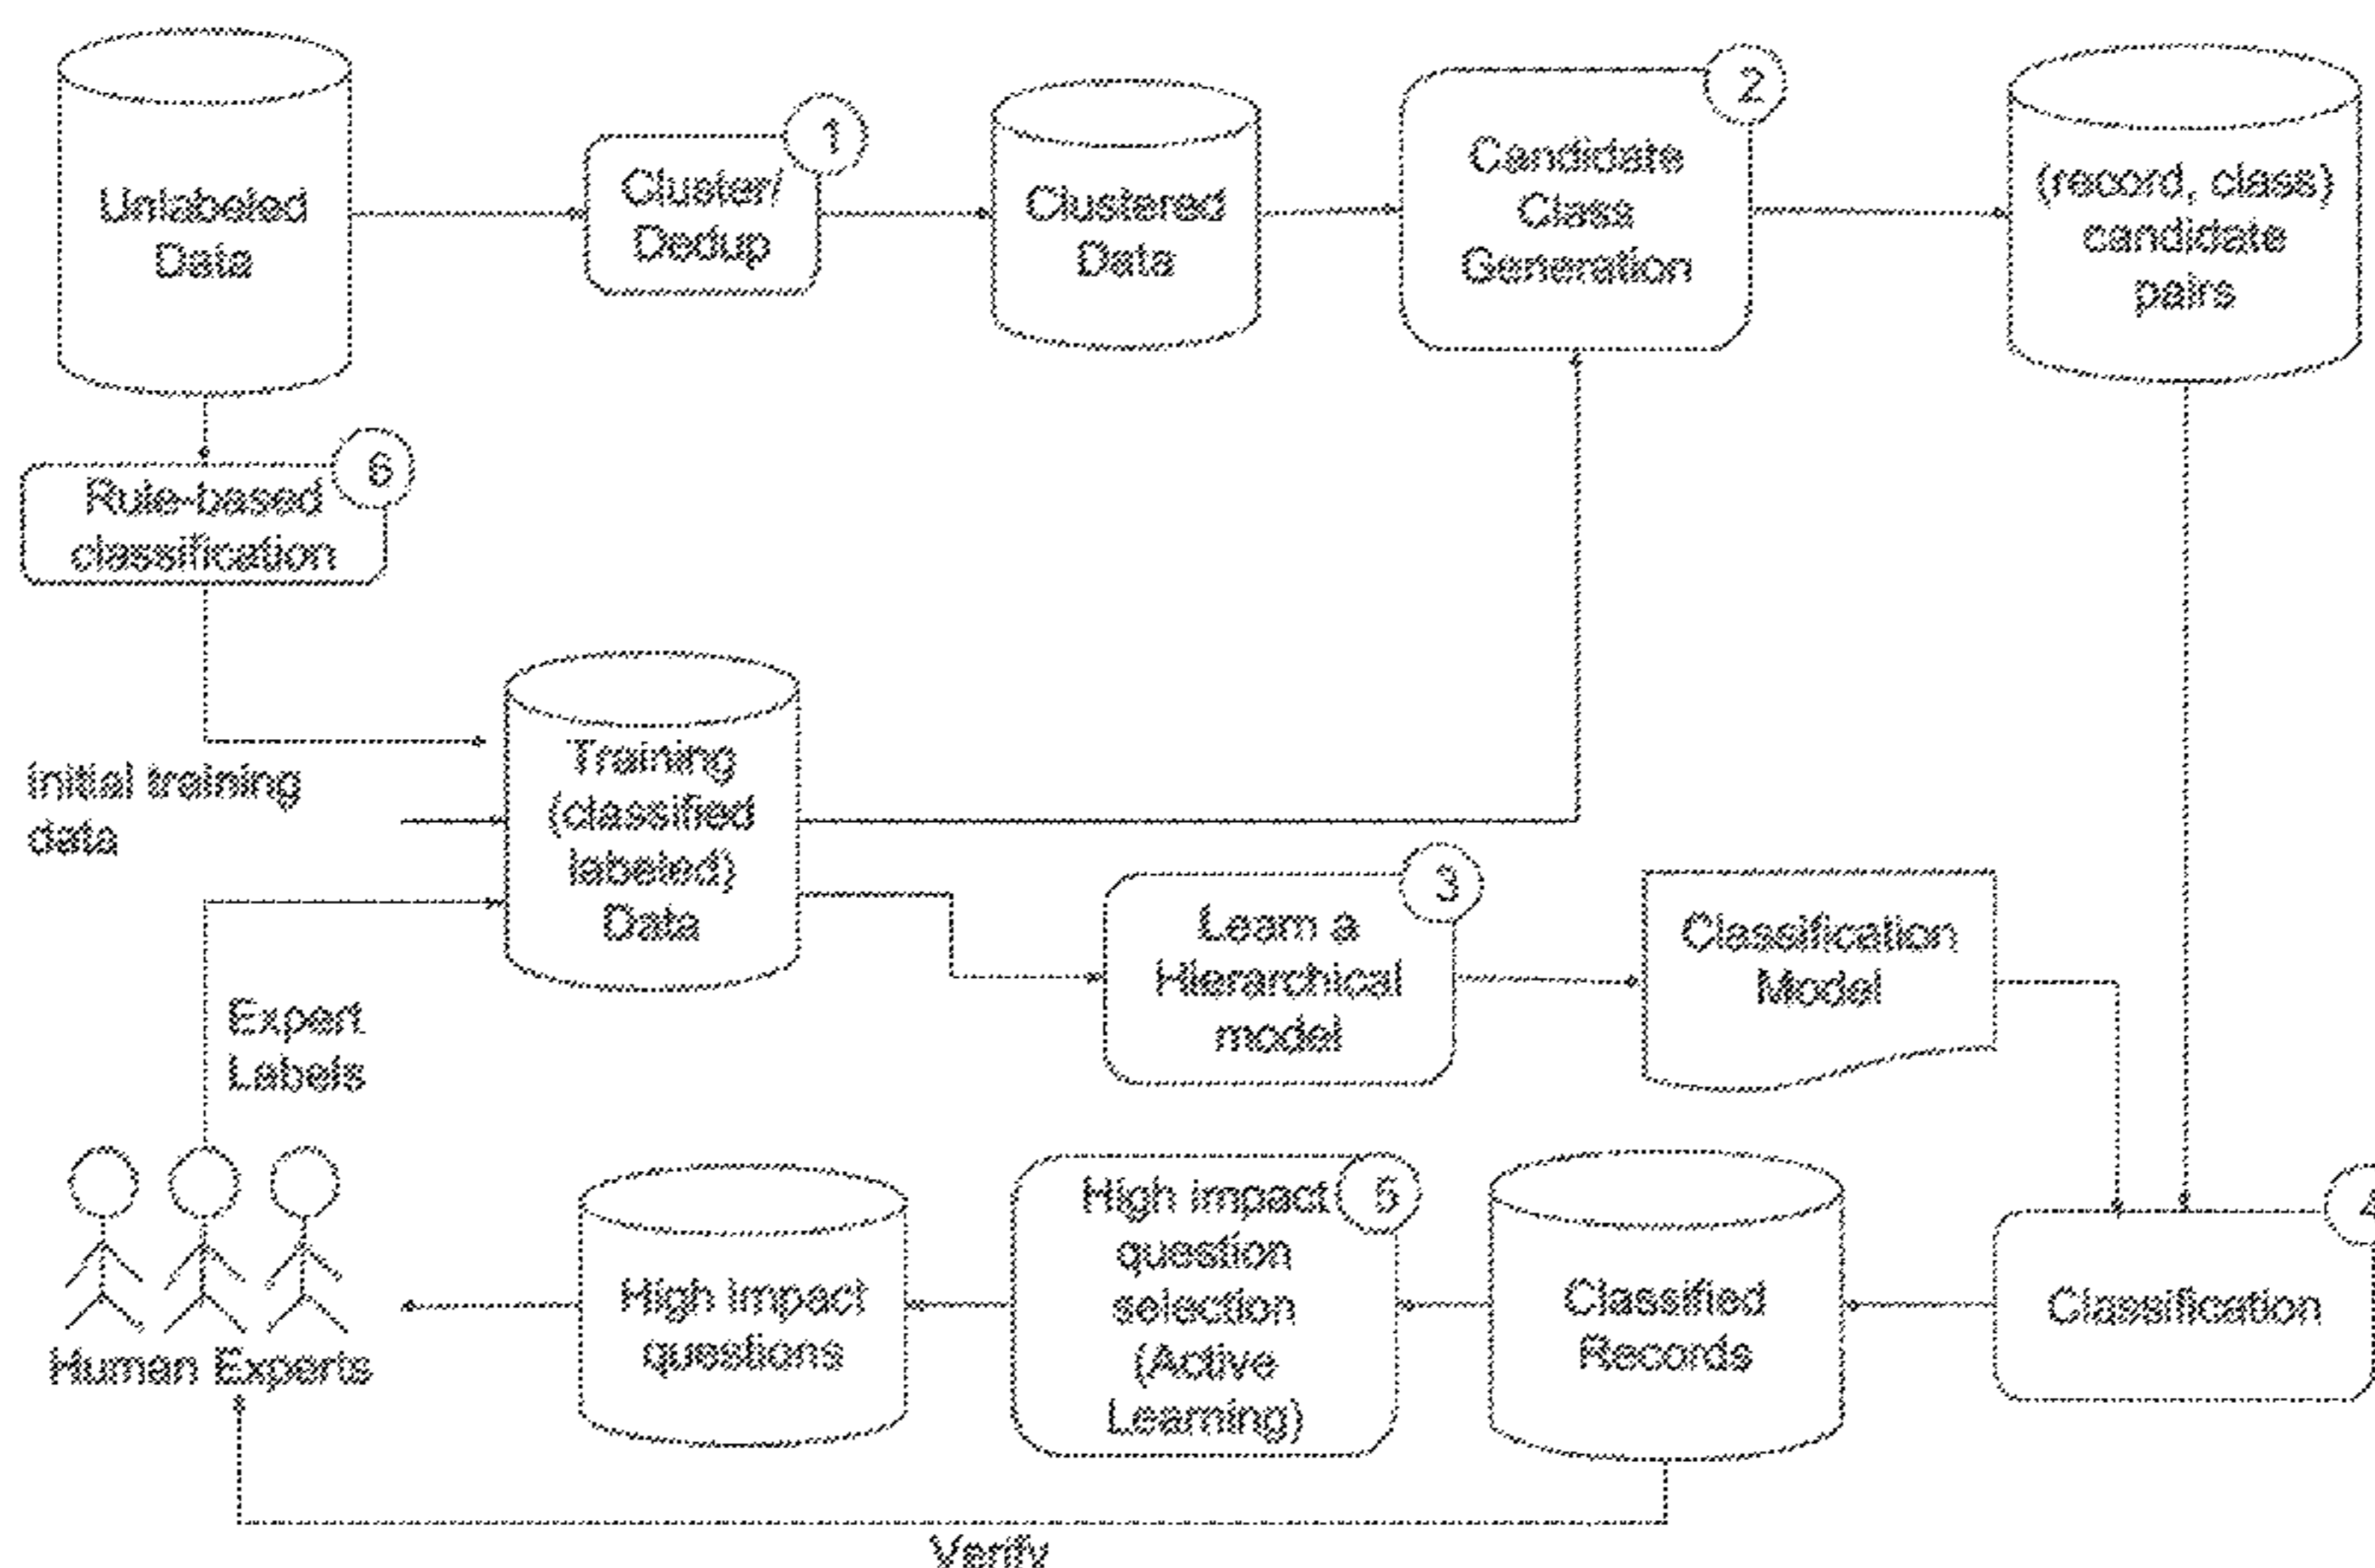 Unlabeled
Data
1
Cluster/
Dedup
Clustered
Data
2
Candidate
Class
Generation
(record, class)
candidate
pairs
6
Rule-based
classification
Initial training
data
Training
(classified
labeled)
Data
3
Learn a
Hierarchical
model
Classification
Model
Expert
Labels
Human Experts
High impact
questions
5
High impact
question
selection
(Active
Learning)
Classified
Records
4
Classification
Verify